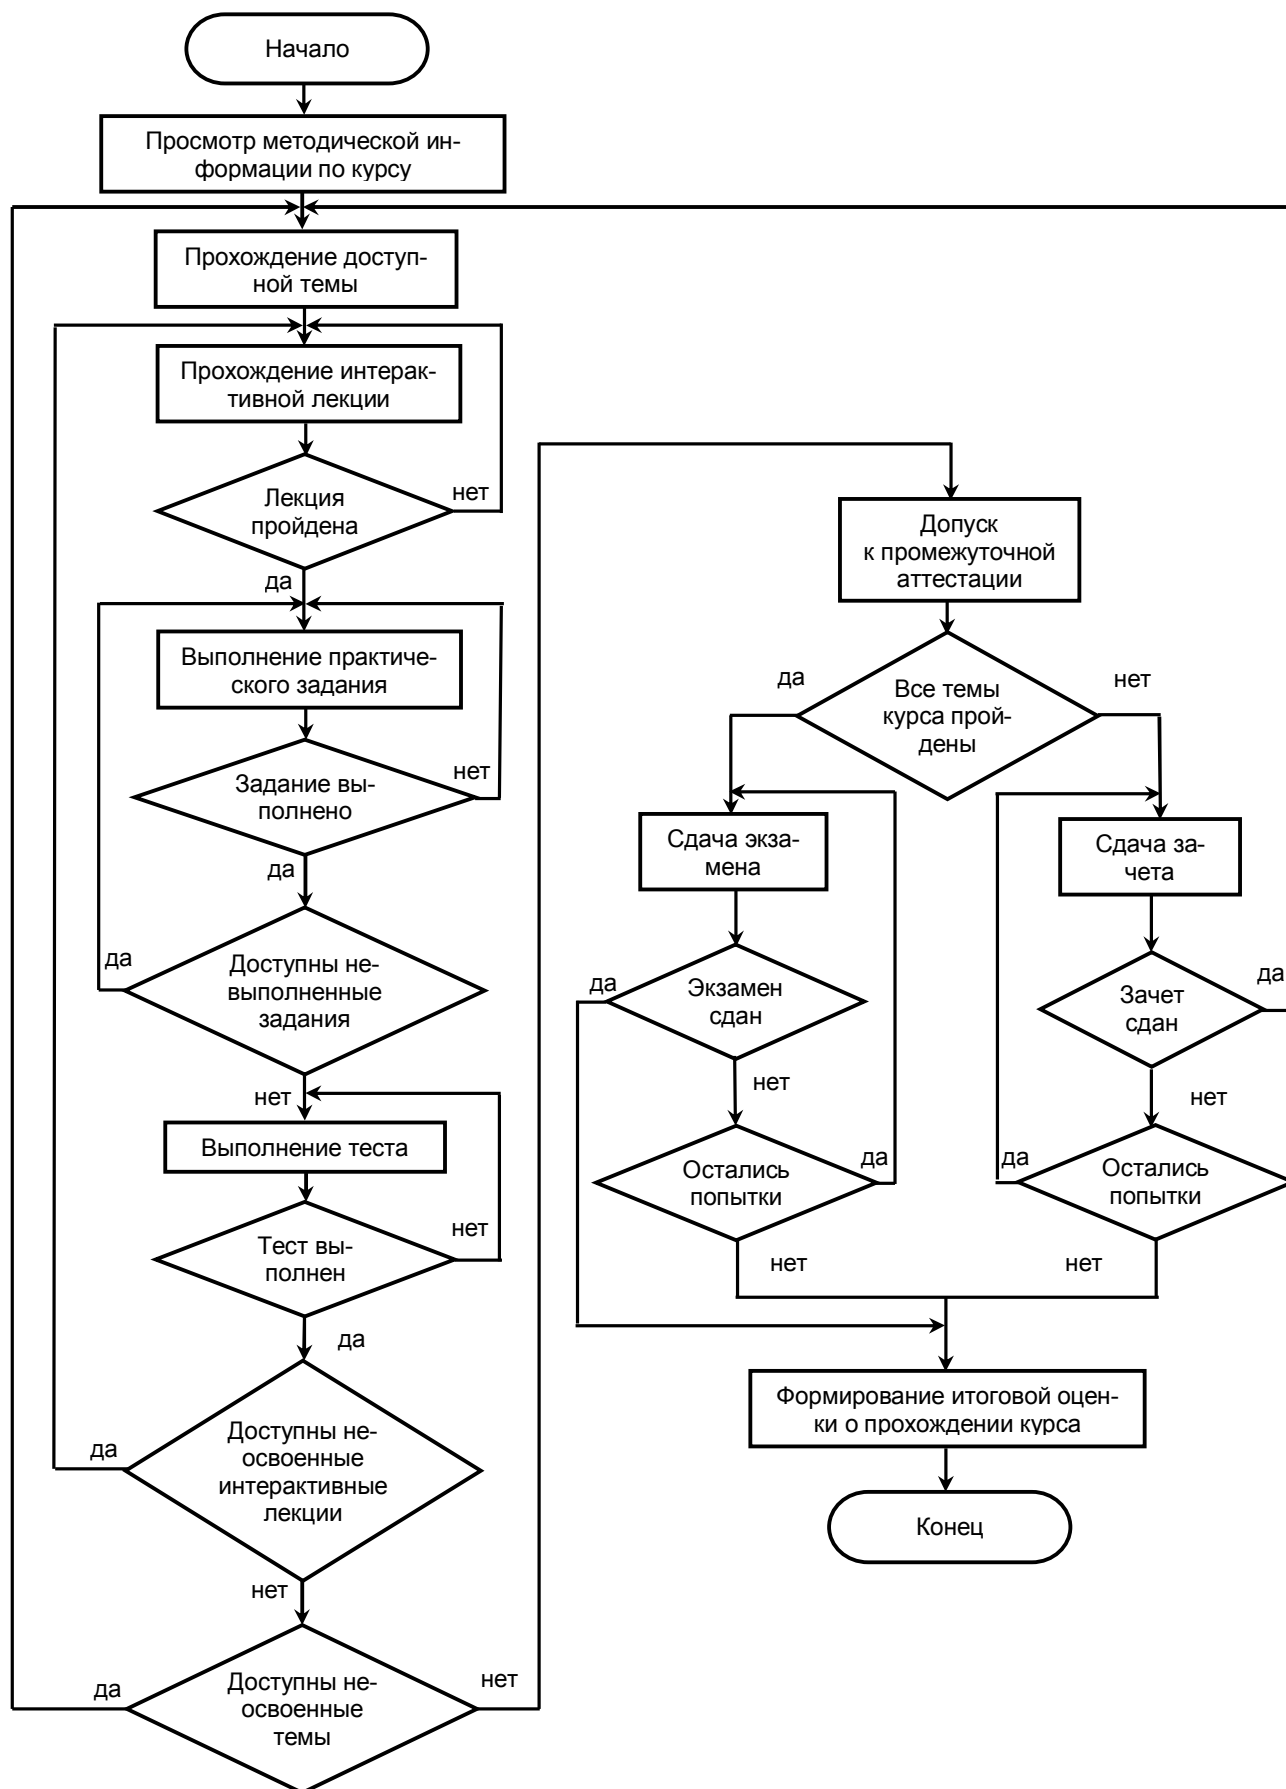 Начало
Просмотр методической ин-
формации по курсу
Прохождение доступ-
ной темы
Прохождение интерак-
тивной лекции
Лекция
пройдена
нет
да
Выполнение практиче-
ского задания
Задание вы-
полнено
нет
да
Доступны не-
выполненные
задания
да
нет
Выполнение теста
Тест вы-
полнен
нет
да
Доступны не-
освоенные
интерактивные
лекции
да
нет
Доступны не-
освоенные
темы
да
нет
Допуск
к промежуточной
аттестации
Все темы
курса прой-
дены
да
нет
Сдача экза-
мена
Экзамен
сдан
да
нет
Остались
попытки
да
нет
Сдача за-
чета
Зачет
сдан
да
нет
Остались
попытки
да
нет
Формирование итоговой оцен-
ки о прохождении курса
Конец